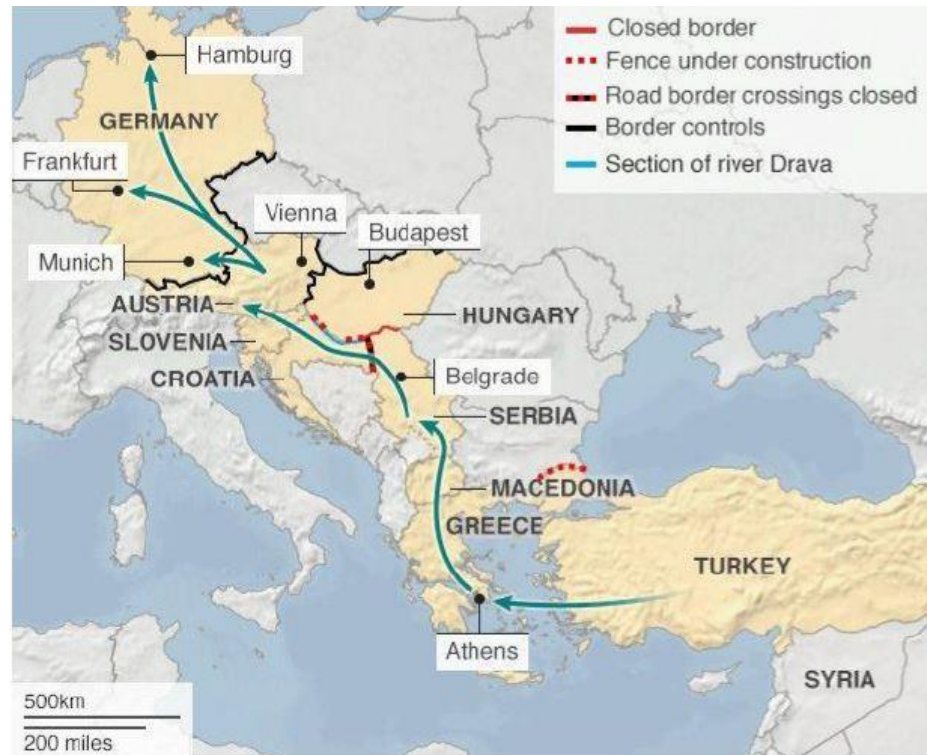 Hamburg
GERMANY
Frankfurt
Vienna
Budapest
Munich
AUSTRIA
HUNGARY
SLOVENIA
CROATIA
Belgrade
SERBIA
MACEDONIA
GREECE
TURKEY
Athens
SYRIA
Closed border
Fence under construction
Road border crossings closed
Border controls
Section of river Drava
500km
200 miles